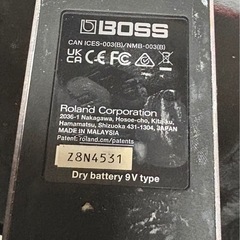 BOSS
CAN ICES-003(B)/NMB-003(B)
UK CA CE FC
Roland Corporation
2036-1 Nakagawa, Hosoe-cho, Kita-ku,
Hamamatsu, Shizuoka 431-1304, JAPAN
MADE IN MALAYSIA
Patent: roland.cm/patents
Z8N4531
Dry battery 9V type